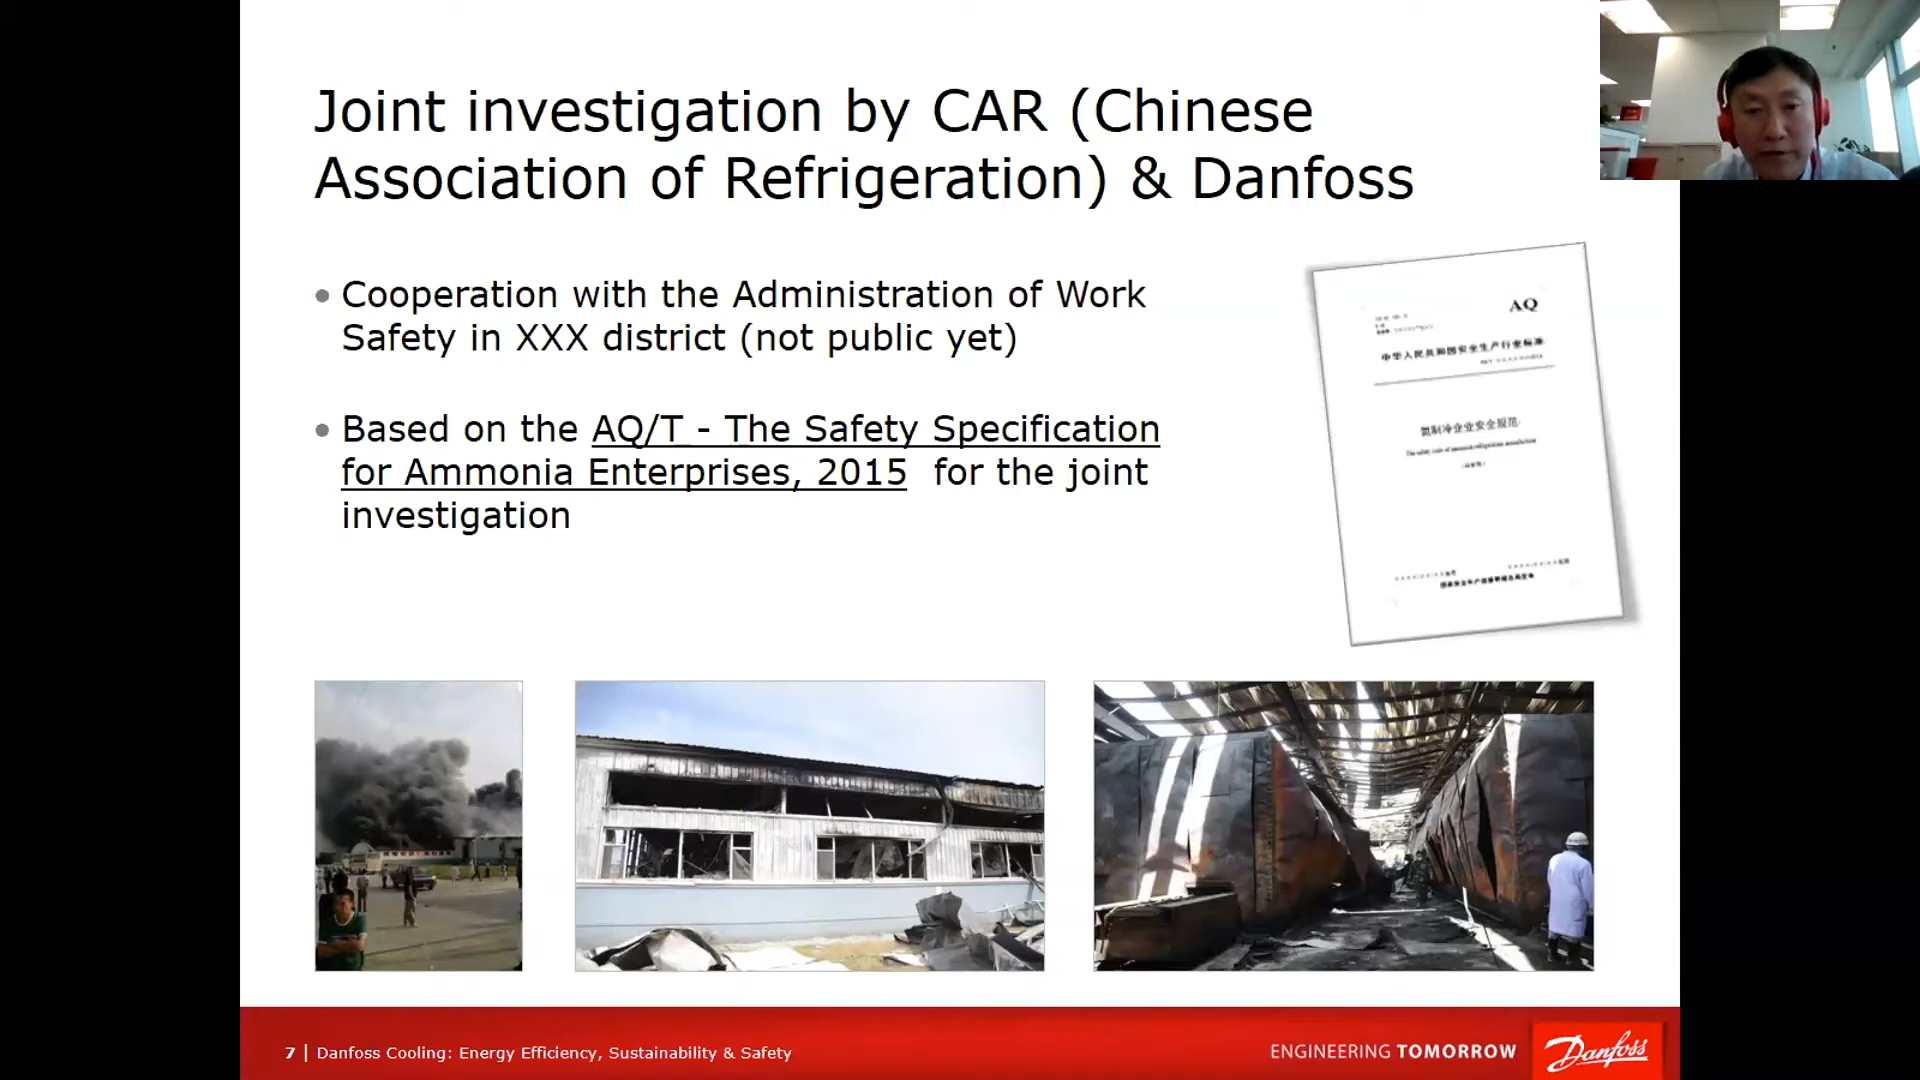 Joint investigation by CAR (Chinese
Association of Refrigeration) & Danfoss
• Cooperation with the Administration of Work
Safety in XXX district (not public yet)
• Based on the AQ/T - The Safety Specification
for Ammonia Enterprises, 2015 for the joint
investigation
AQ
中华人民共和国安全生产行业标准
氨制冷企业安全规范
7 | Danfoss Cooling: Energy Efficiency, Sustainability & Safety
ENGINEERING TOMORROW
Danfoss